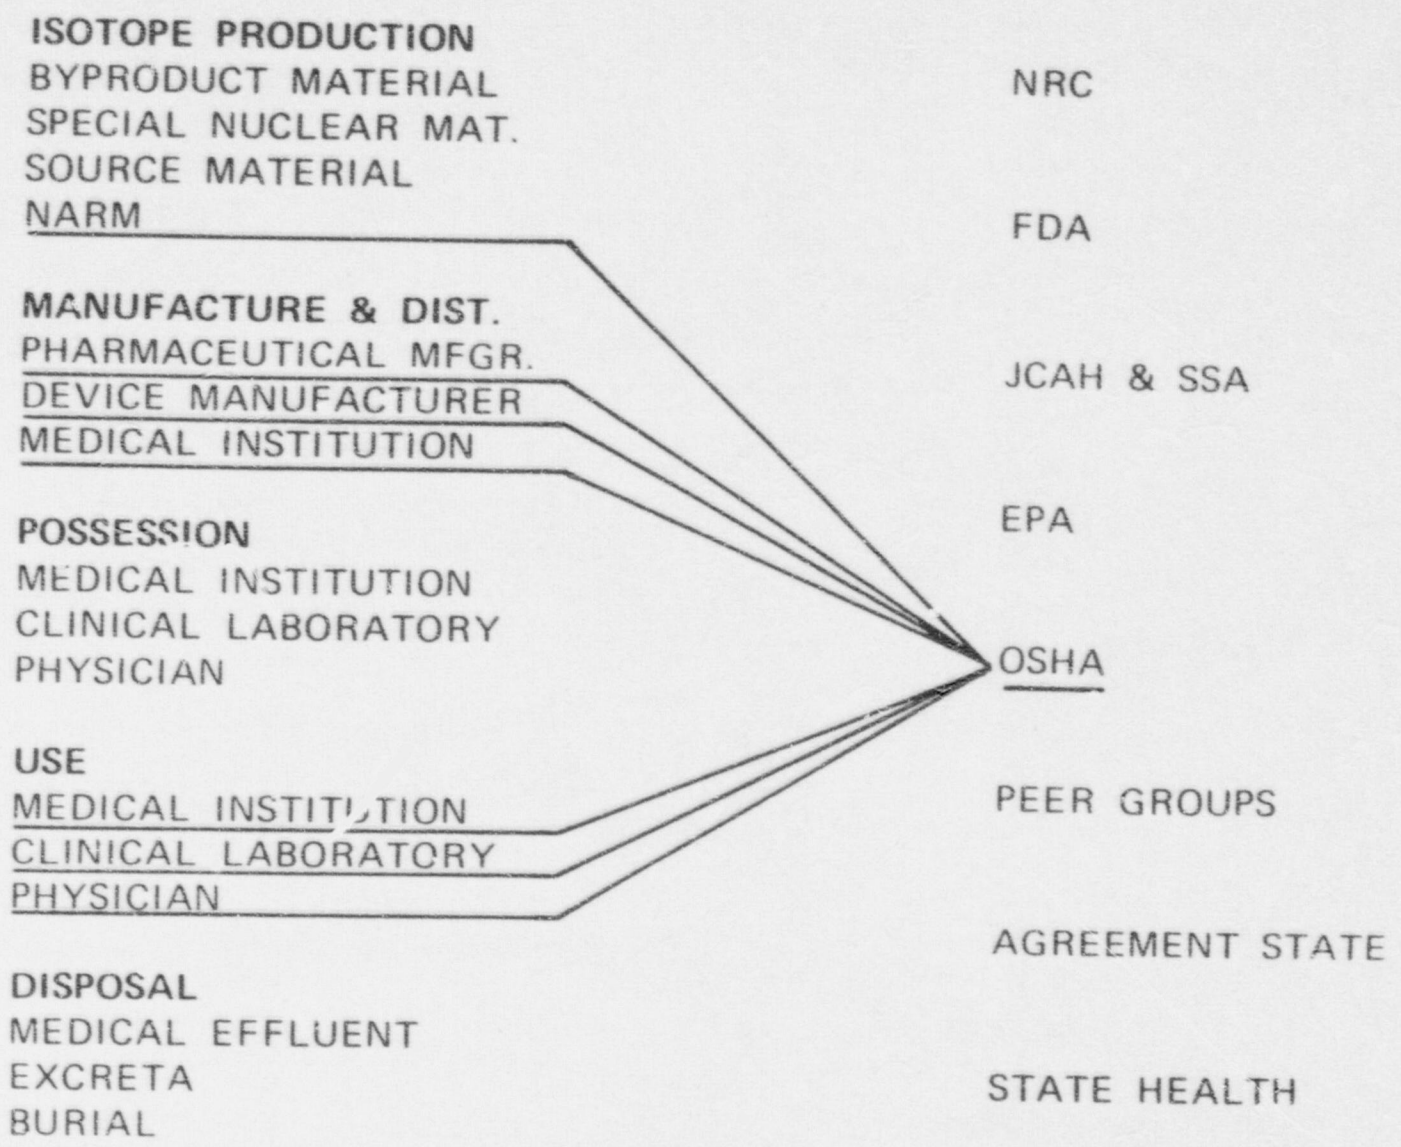 ISOTOPE PRODUCTION
BYPRODUCT MATERIAL
SPECIAL NUCLEAR MAT.
SOURCE MATERIAL
NARM
MANUFACTURE & DIST.
PHARMACEUTICAL MFGR.
DEVICE MANUFACTURER
MEDICAL INSTITUTION
POSSESSION
MEDICAL INSTITUTION
CLINICAL LABORATORY
PHYSICIAN
USE
MEDICAL INSTITUTION
CLINICAL LABORATORY
PHYSICIAN
DISPOSAL
MEDICAL EFFLUENT
EXCRETA
BURIAL
NRC
FDA
JCAH & SSA
EPA
OSHA
PEER GROUPS
AGREEMENT STATE
STATE HEALTH